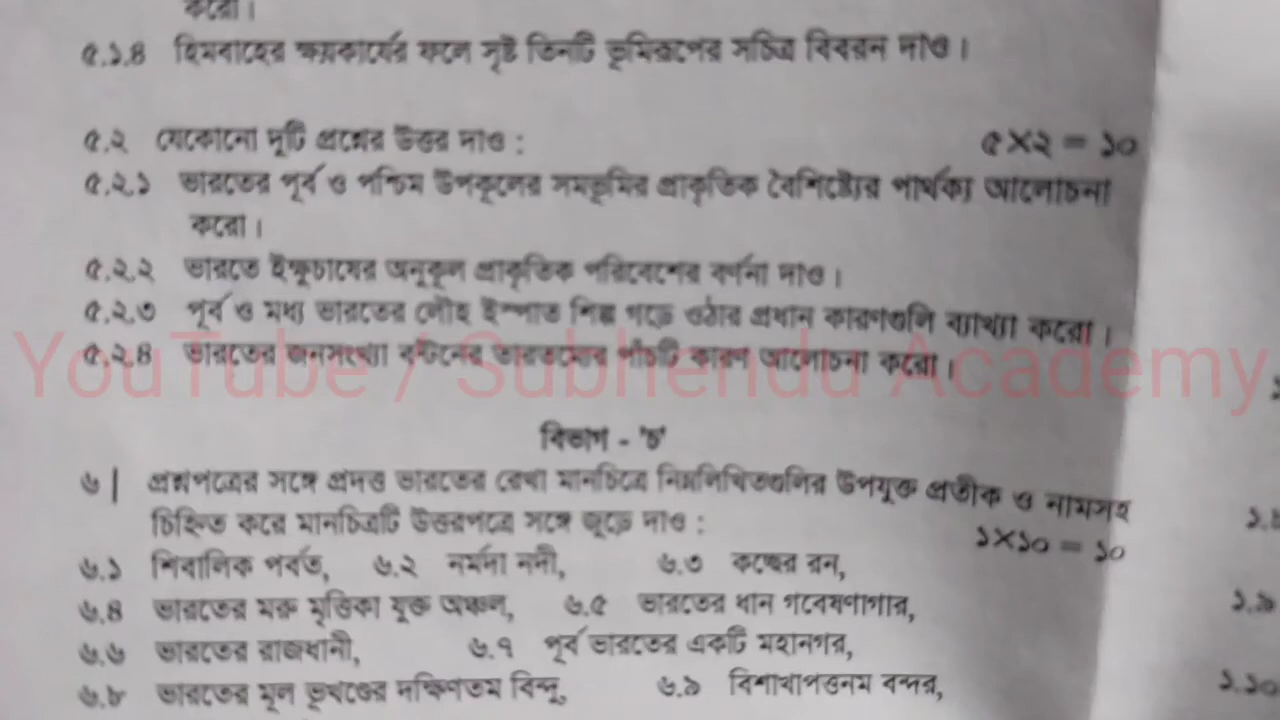 করো।
৫.১.৪ হিমবাহের ক্ষয়কার্যের ফলে সৃষ্ট তিনটি ভূমিরূপের সচিত্র বিবরন দাও।
৫.২ যেকোনো দুটি প্রশ্নের উত্তর দাও : ৫×২ = ১০
৫.২.১ ভারতের পূর্ব ও পশ্চিম উপকূলের সমভূমির প্রাকৃতিক বৈশিষ্ট্যের পার্থক্য আলোচনা
করো।
৫.২.২ ভারতে ইক্ষুচাষের অনুকূল প্রাকৃতিক পরিবেশের বর্ণনা দাও।
৫.২.৩ পূর্ব ও মধ্য ভারতের লৌহ ইস্পাত শিল্প গড়ে ওঠার প্রধান কারণগুলি ব্যাখ্যা করো।
৫.২.৪ ভারতের জনসংখ্যা বন্টনের তারতম্যের পাঁচটি কারণ আলোচনা করো।
YouTube / Subhendu Academy
বিভাগ - 'চ'
৬| প্রশ্নপত্রের সঙ্গে প্রদত্ত ভারতের রেখা মানচিত্রে নিম্নলিখিতগুলির উপযুক্ত প্রতীক ও নামসহ
চিহ্নিত করে মানচিত্রটি উত্তরপত্রে সঙ্গে জুড়ে দাও : ১×১০ = ১০
৬.১ শিবালিক পর্বত, ৬.২ নর্মদা নদী, ৬.৩ কচ্ছের রন,
৬.৪ ভারতের মরু মৃত্তিকা যুক্ত অঞ্চল, ৬.৫ ভারতের ধান গবেষণাগার, ১.৯
৬.৬ ভারতের রাজধানী, ৬.৭ পূর্ব ভারতের একটি মহানগর,
৬.৮ ভারতের মূল ভূখণ্ডের দক্ষিণতম বিন্দু, ৬.৯ বিশাখাপত্তনম বন্দর, ১.১০